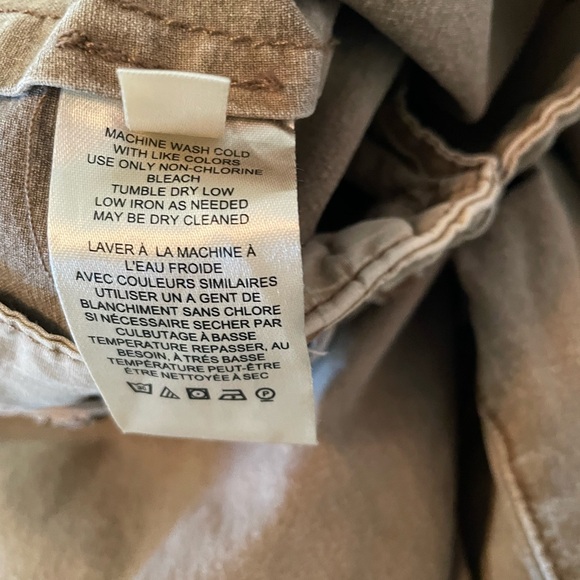 MACHINE WASH COLD
WITH LIKE COLORS
USE ONLY NON-CHLORINE
BLEACH
TUMBLE DRY LOW
LOW IRON AS NEEDED
MAY BE DRY CLEANED
LAVER À LA MACHINE À
L'EAU FROIDE
AVEC COULEURS SIMILAIRES
UTILISER UN A GENT DE
BLANCHIMENT SANS CHLORE
SI NÉCESSAIRE SECHER PAR
CULBUTAGE À BASSE
TEMPERATURE REPASSER, AU
BESOIN, À TRÉS BASSE
TEMPÉRATURE PEUT-ÊTRE
ÊTRE NETTOYÉE À SEC
P